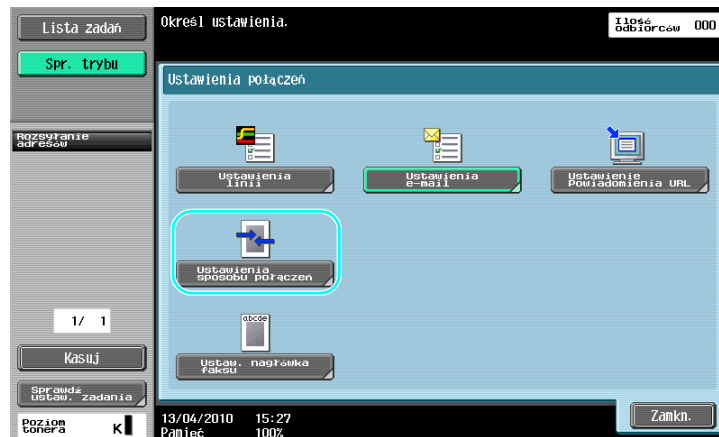 Lista zadań
Określ ustawienia.
Ilość
odbiorców 000
Spr. trybu
Ustawienia połączeń
Rozsyłanie
adresów
Ustawienia
linii
Ustawienia
e-mail
Ustawienie
Powiadomienia URL
Ustawienia
sposobu połączeń
abcde
Ustaw. nagłówka
faksu
1/ 1
Kasuj
Sprawdź
ustaw. zadania
Poziom
tonera K
13/04/2010 15:27
Pamięć 100%
Zamkn.